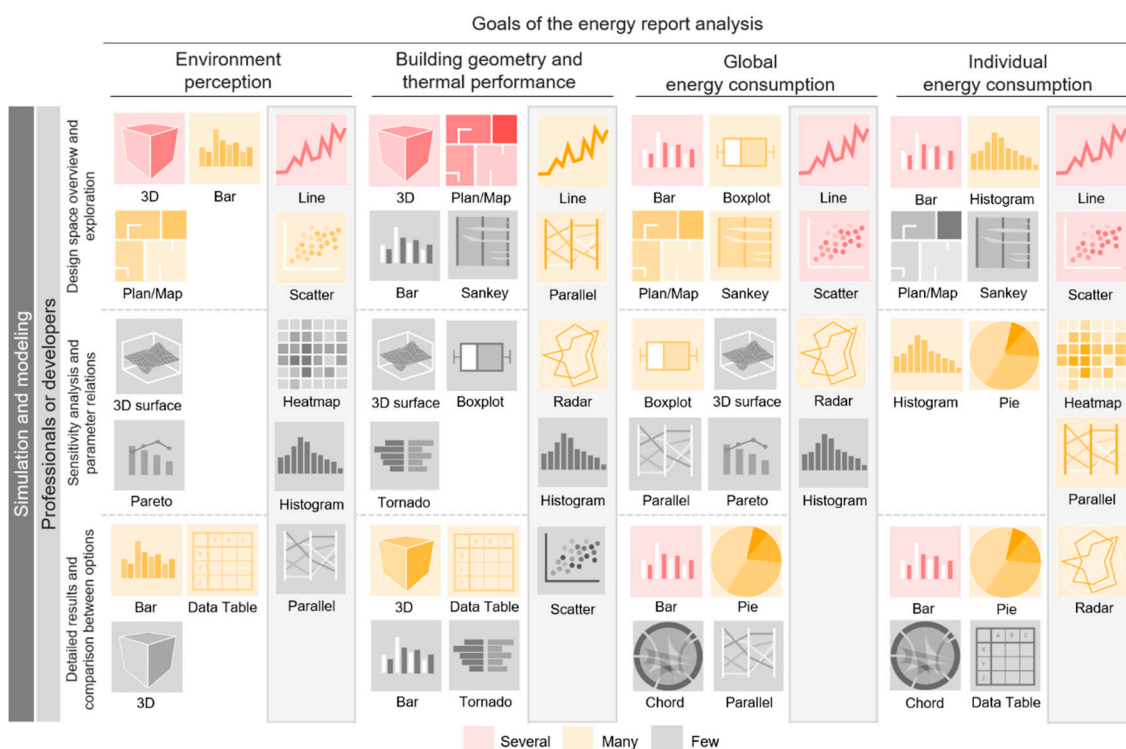 Goals of the energy report analysis
Environment
perception
Building geometry and
thermal performance
Global
energy consumption
Individual
energy consumption
Simulation and modeling
Professionals or developers
Design space overview and
exploration
3D Bar Line 3D Plan/Map Line Bar Boxplot Line Bar Histogram Line
Plan/Map Scatter Bar Sankey Parallel Plan/Map Sankey Scatter Plan/Map Sankey Scatter
Sensitivity analysis and
parameter relations
3D surface Heatmap 3D surface Boxplot Radar Boxplot 3D surface Radar Histogram Pie Heatmap
Pareto Histogram Tornado Histogram Parallel Pareto Histogram Parallel
Detailed results and
comparison between options
A B C A B C
X X
Y Y
Z Z
Bar Data Table Parallel 3D Data Table Scatter Bar Pie Bar Pie Radar
A B C
X
Y
Z
3D Bar Tornado Chord Parallel Chord Data Table
Several Many Few